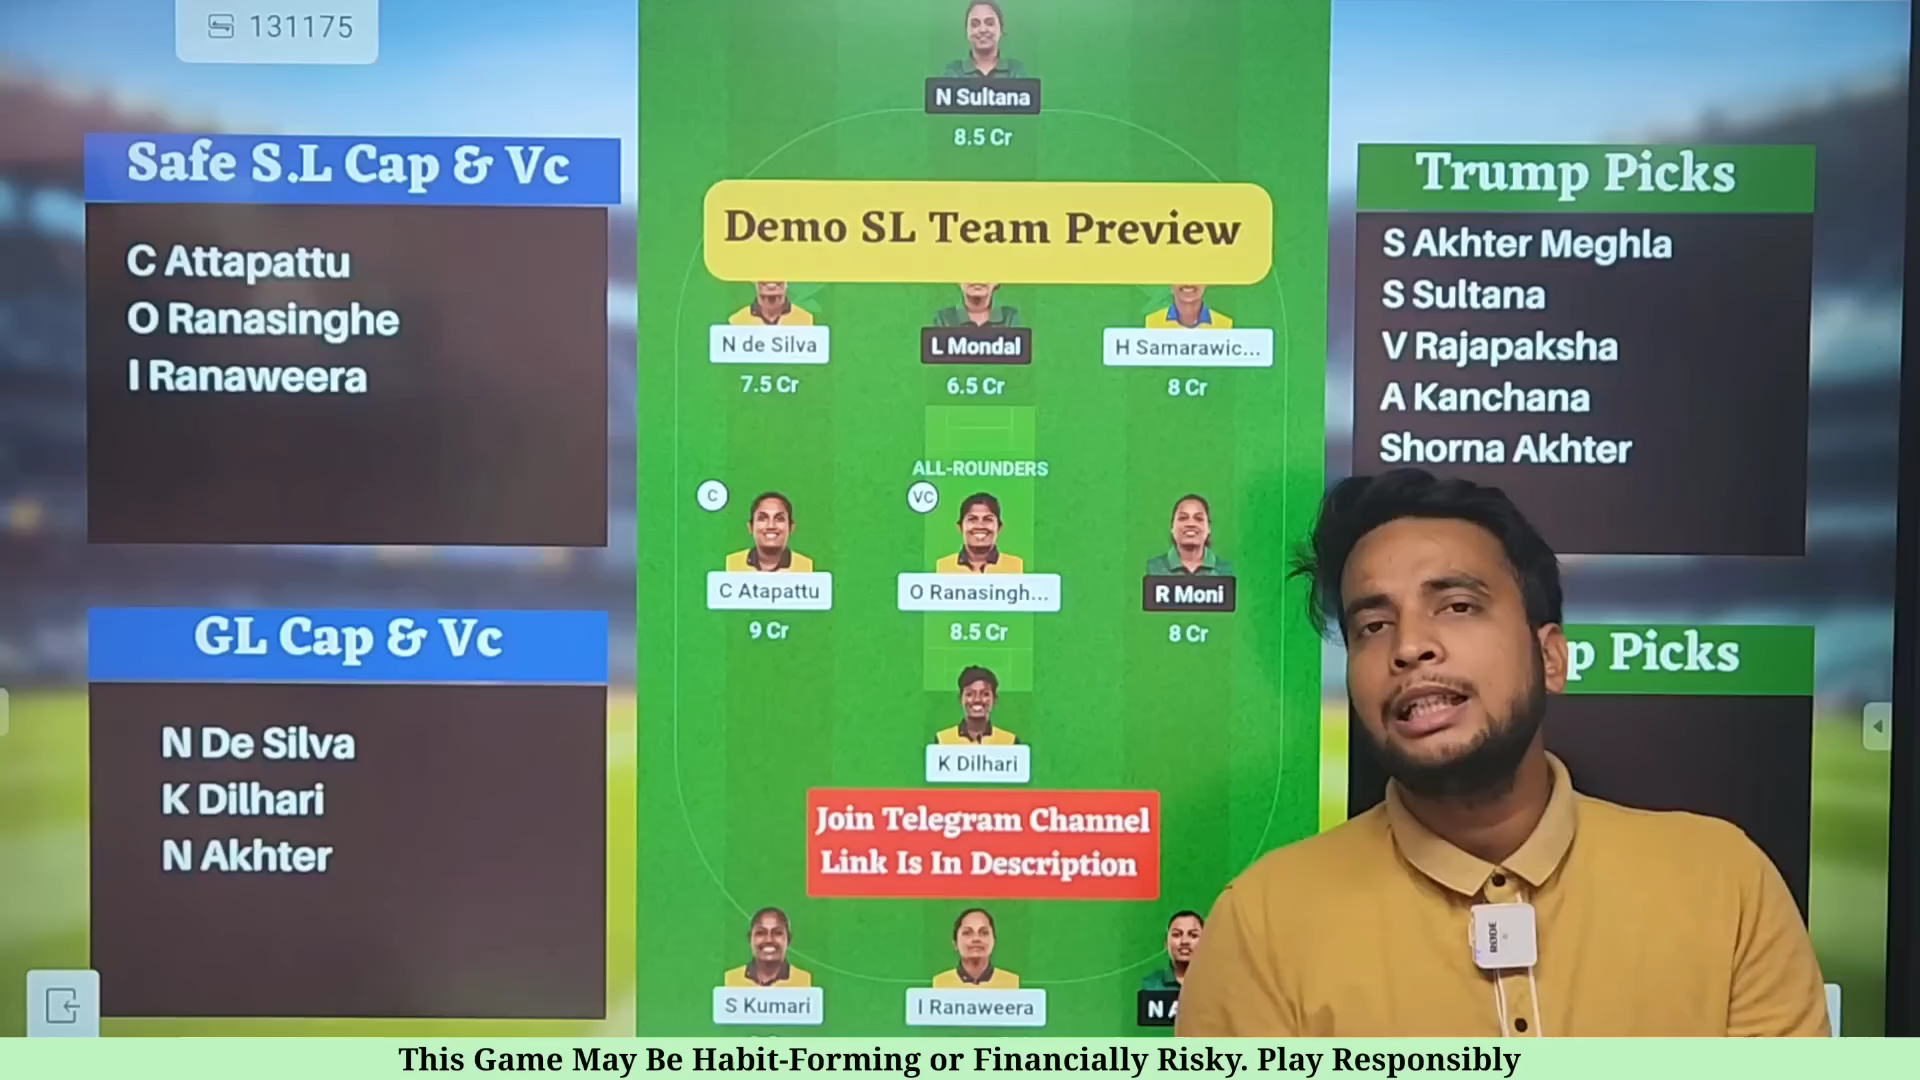 131175
Safe S.L Cap & Vc
C Attapattu
O Ranasinghe
I Ranaweera
GL Cap & Vc
N De Silva
K Dilhari
N Akhter
N Sultana
8.5 Cr
Demo SL Team Preview
N de Silva
7.5 Cr
L Mondal
6.5 Cr
H Samarawic...
8 Cr
ALL-ROUNDERS
C
VC
C Atapattu
9 Cr
O Ranasingh...
8.5 Cr
R Moni
8 Cr
K Dilhari
Join Telegram Channel
Link Is In Description
S Kumari
I Ranaweera
N A
Trump Picks
S Akhter Meghla
S Sultana
V Rajapaksha
A Kanchana
Shorna Akhter
p Picks
RØDE
This Game May Be Habit-Forming or Financially Risky. Play Responsibly